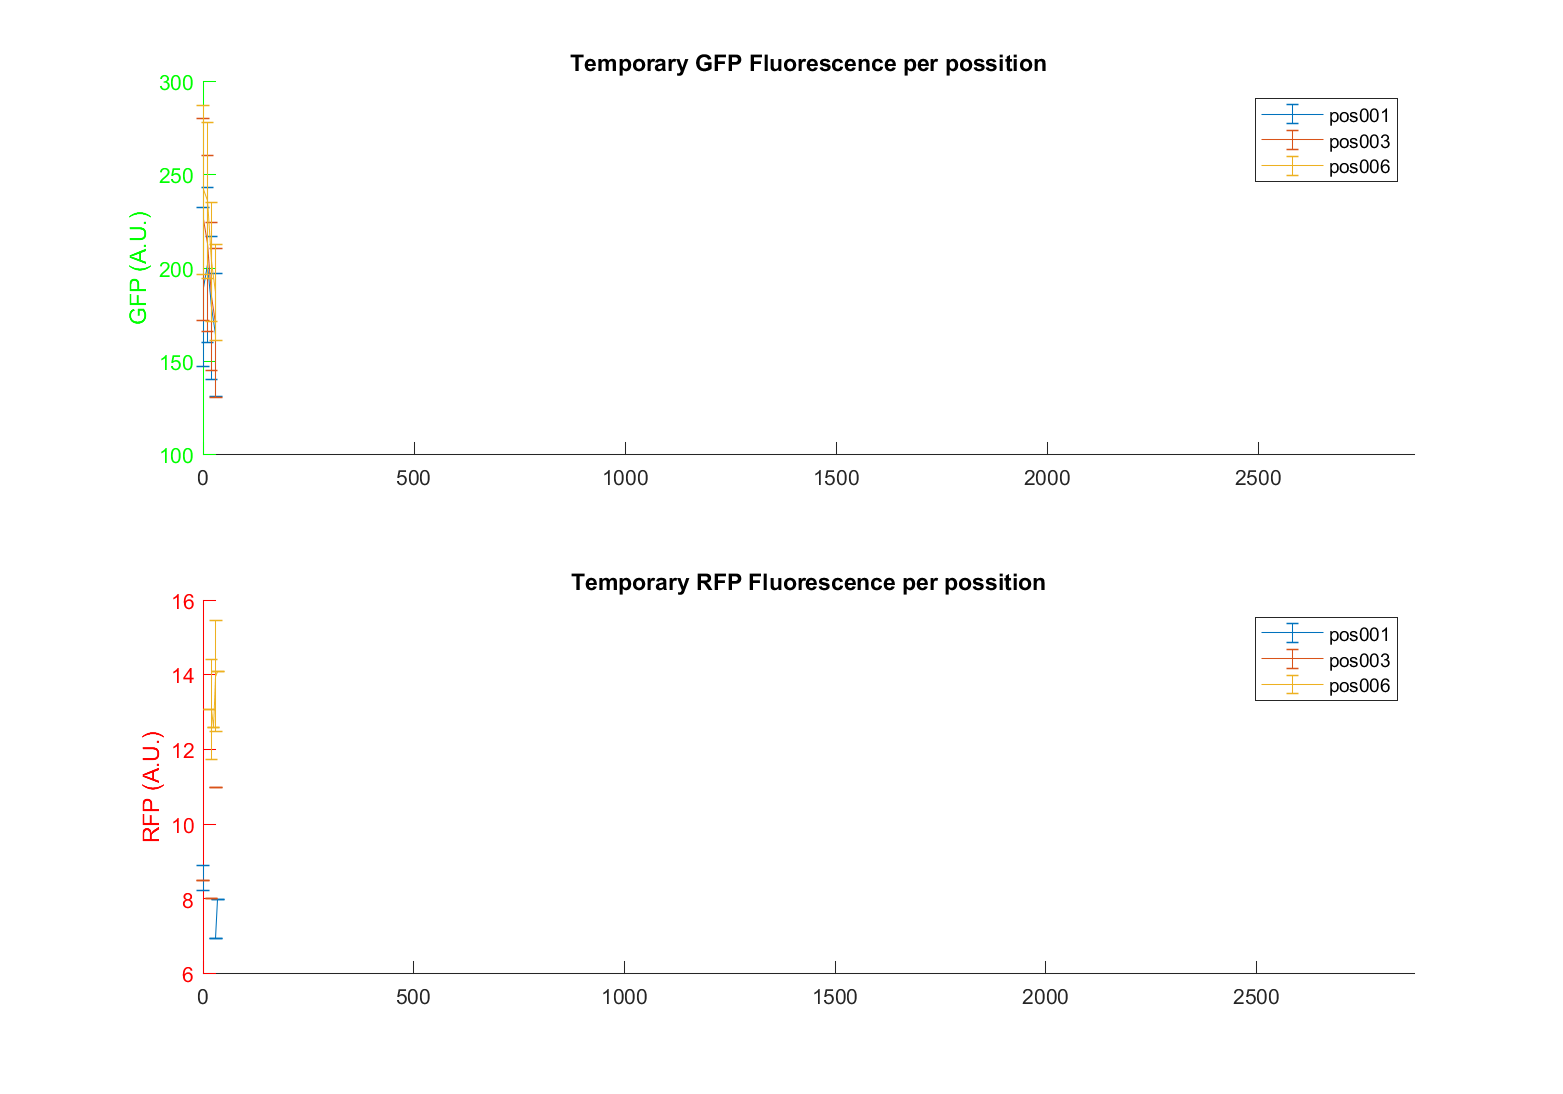 Temporary GFP Fluorescence per possition
300
250
200
150
100
GFP (A.U.)
0 500 1000 1500 2000 2500
pos001
pos003
pos006
Temporary RFP Fluorescence per possition
16
14
12
10
8
6
RFP (A.U.)
0 500 1000 1500 2000 2500
pos001
pos003
pos006